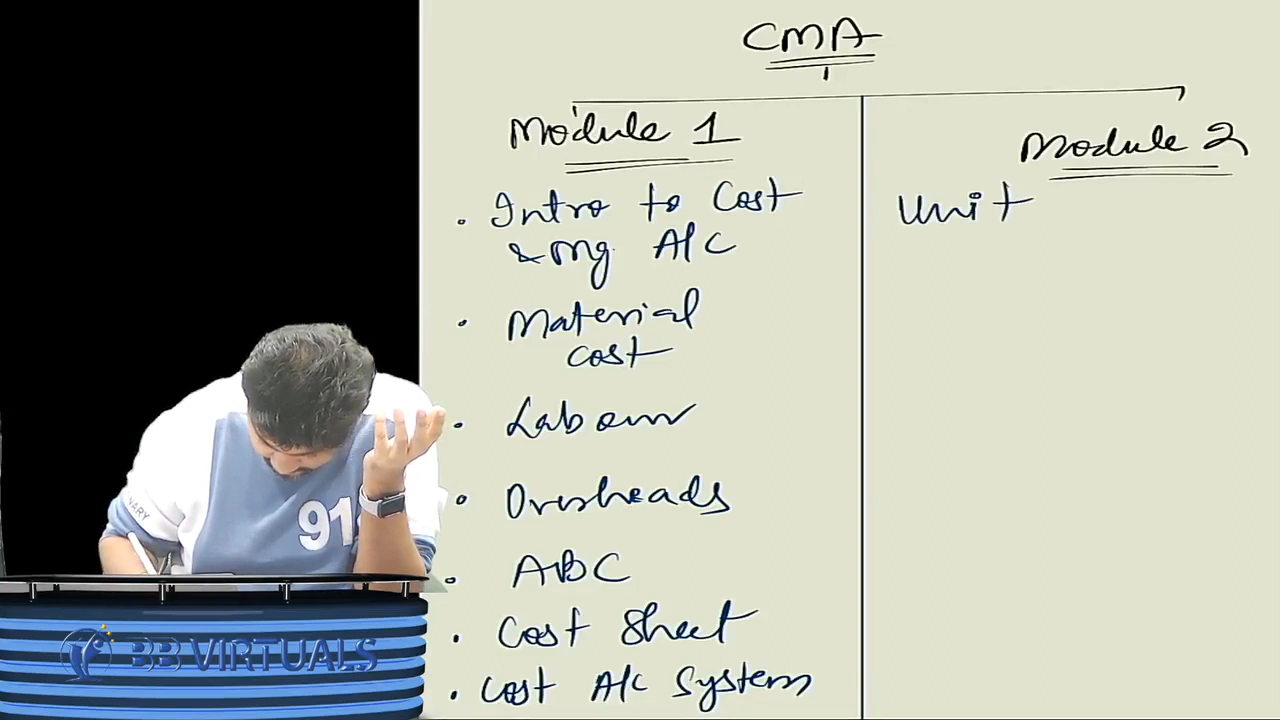 CMA
Module 1
• Intro to Cost
& Mg A/C
• Material
cost
• Labour
• Overheads
• ABC
• Cost Sheet
• Cost A/c System
Module 2
Unit
91
NARY
BB VIRTUALS